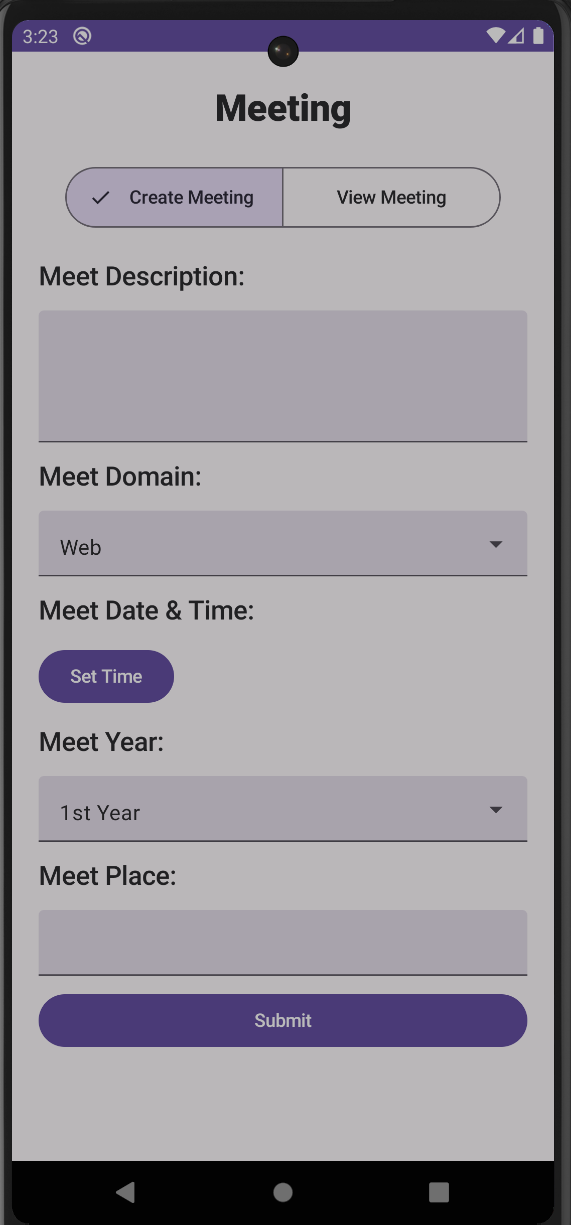 3:23
Meeting
Create Meeting
View Meeting
Meet Description:
Meet Domain:
Web
Meet Date & Time:
Set Time
Meet Year:
1st Year
Meet Place:
Submit